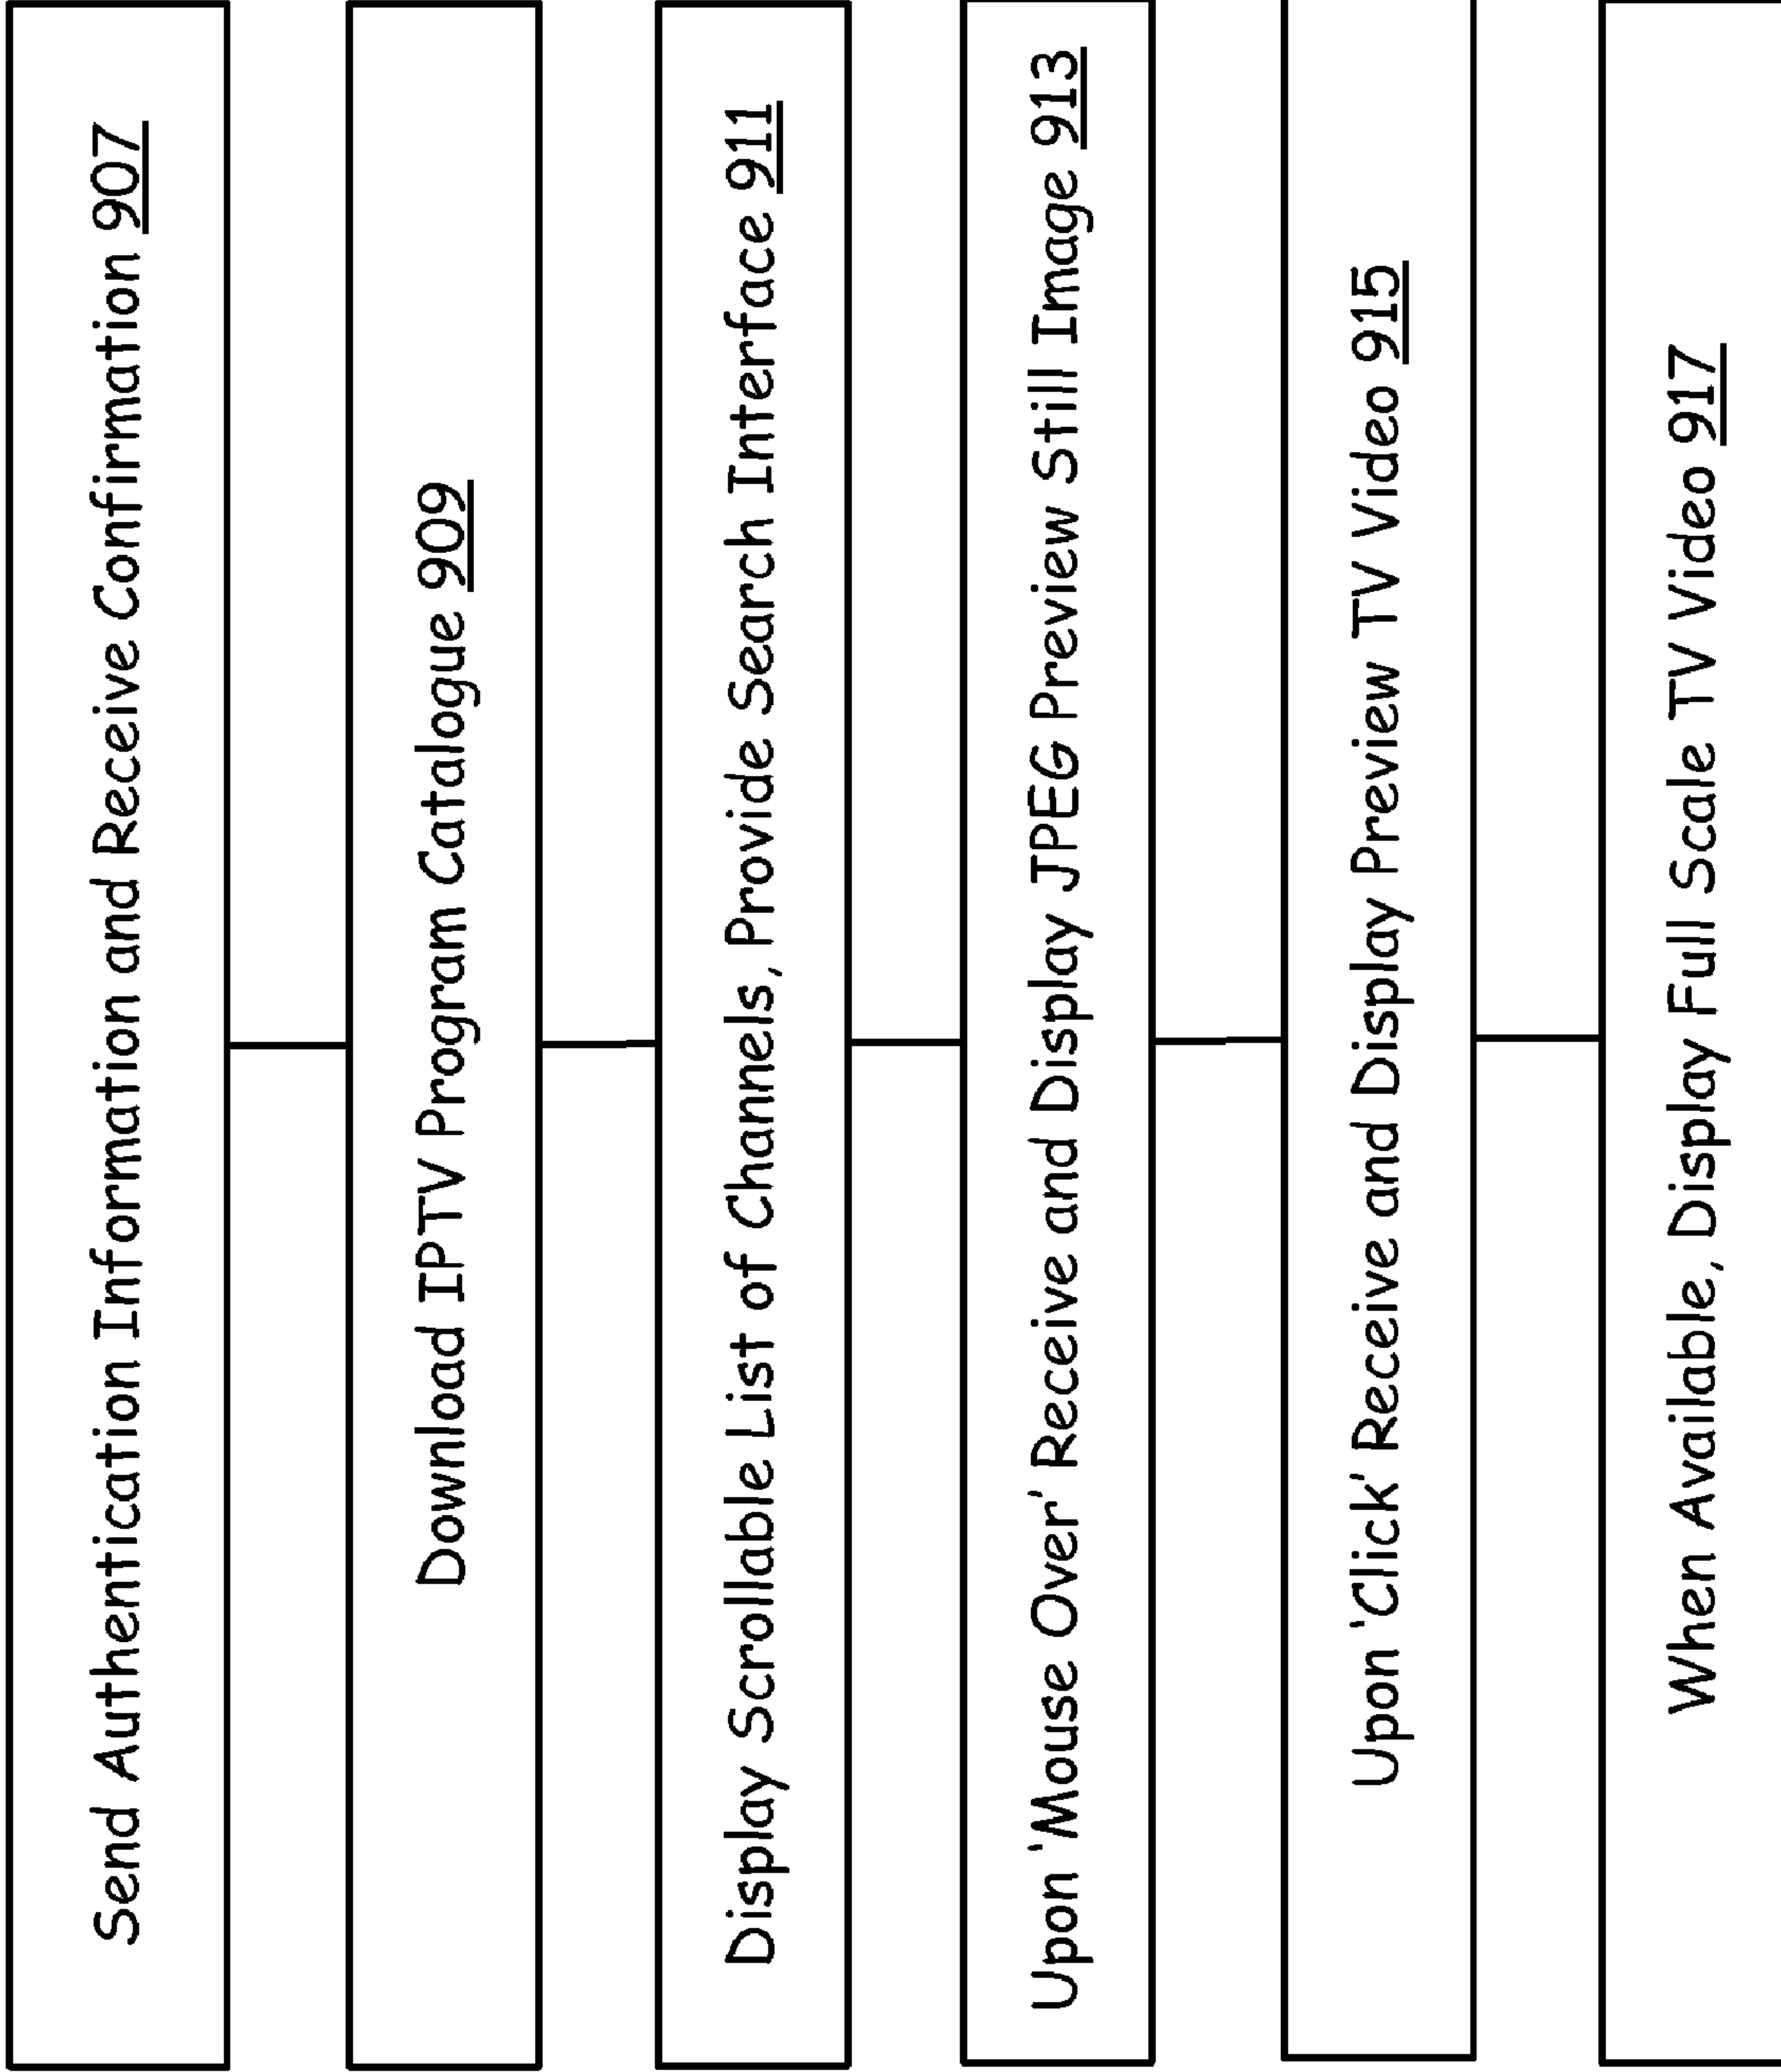 Send Authentication Information and Receive Confirmation 907
Download IPTV Program Catalogue 909
Display Scrollable List of Channels, Provide Search Interface 911
Upon 'Mouse Over' Receive and Display JPEG Preview Still Image 913
Upon 'Click' Receive and Display Preview TV Video 915
When Available, Display Full Scale TV Video 917